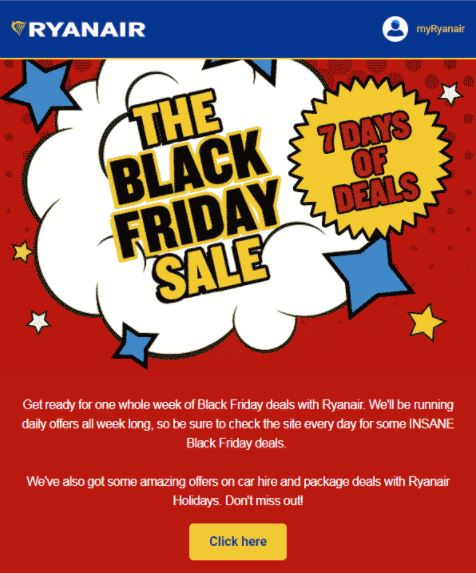 RYANAIR
myRyanair
THE
BLACK
FRIDAY
SALE
7 DAYS
OF
DEALS
Get ready for one whole week of Black Friday deals with Ryanair. We'll be running
daily offers all week long, so be sure to check the site every day for some INSANE
Black Friday deals.
We've also got some amazing offers on car hire and package deals with Ryanair
Holidays. Don't miss out!
Click here